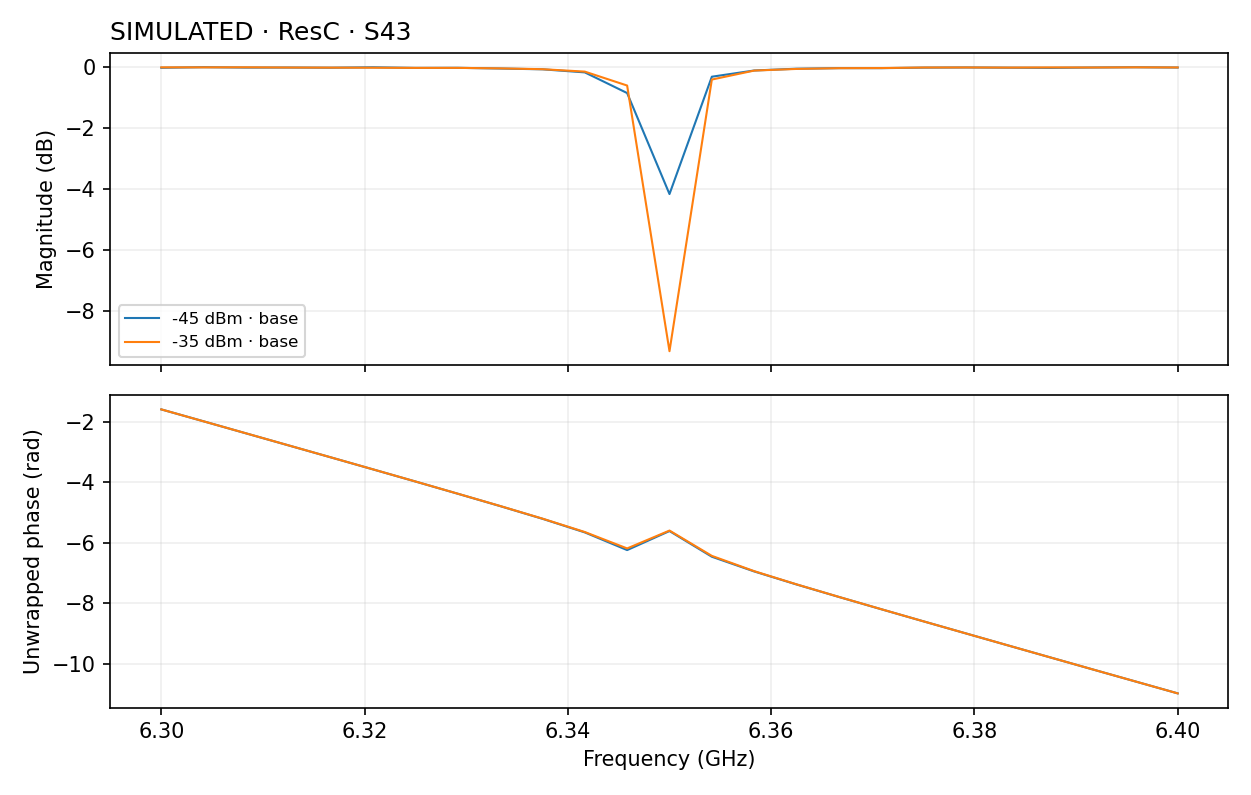 SIMULATED · ResC · S43
Magnitude (dB)
0
−2
−4
−6
−8
-45 dBm · base
-35 dBm · base
Unwrapped phase (rad)
−2
−4
−6
−8
−10
6.30 6.32 6.34 6.36 6.38 6.40
Frequency (GHz)